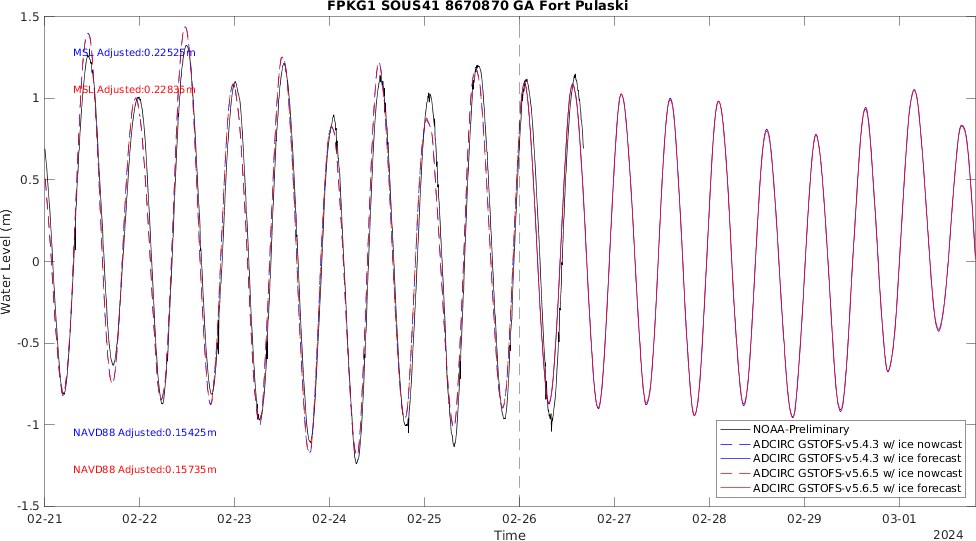 FPKG1 SOUS41 8670870 GA Fort Pulaski
1.5
1
0.5
0
-0.5
-1
-1.5
Water Level (m)
MSL Adjusted:0.22525m
MSL Adjusted:0.22835m
NAVD88 Adjusted:0.15425m
NAVD88 Adjusted:0.15735m
NOAA-Preliminary
ADCIRC GSTOFS-v5.4.3 w/ ice nowcast
ADCIRC GSTOFS-v5.4.3 w/ ice forecast
ADCIRC GSTOFS-v5.6.5 w/ ice nowcast
ADCIRC GSTOFS-v5.6.5 w/ ice forecast
02-21 02-22 02-23 02-24 02-25 02-26 02-27 02-28 02-29 03-01
Time
2024